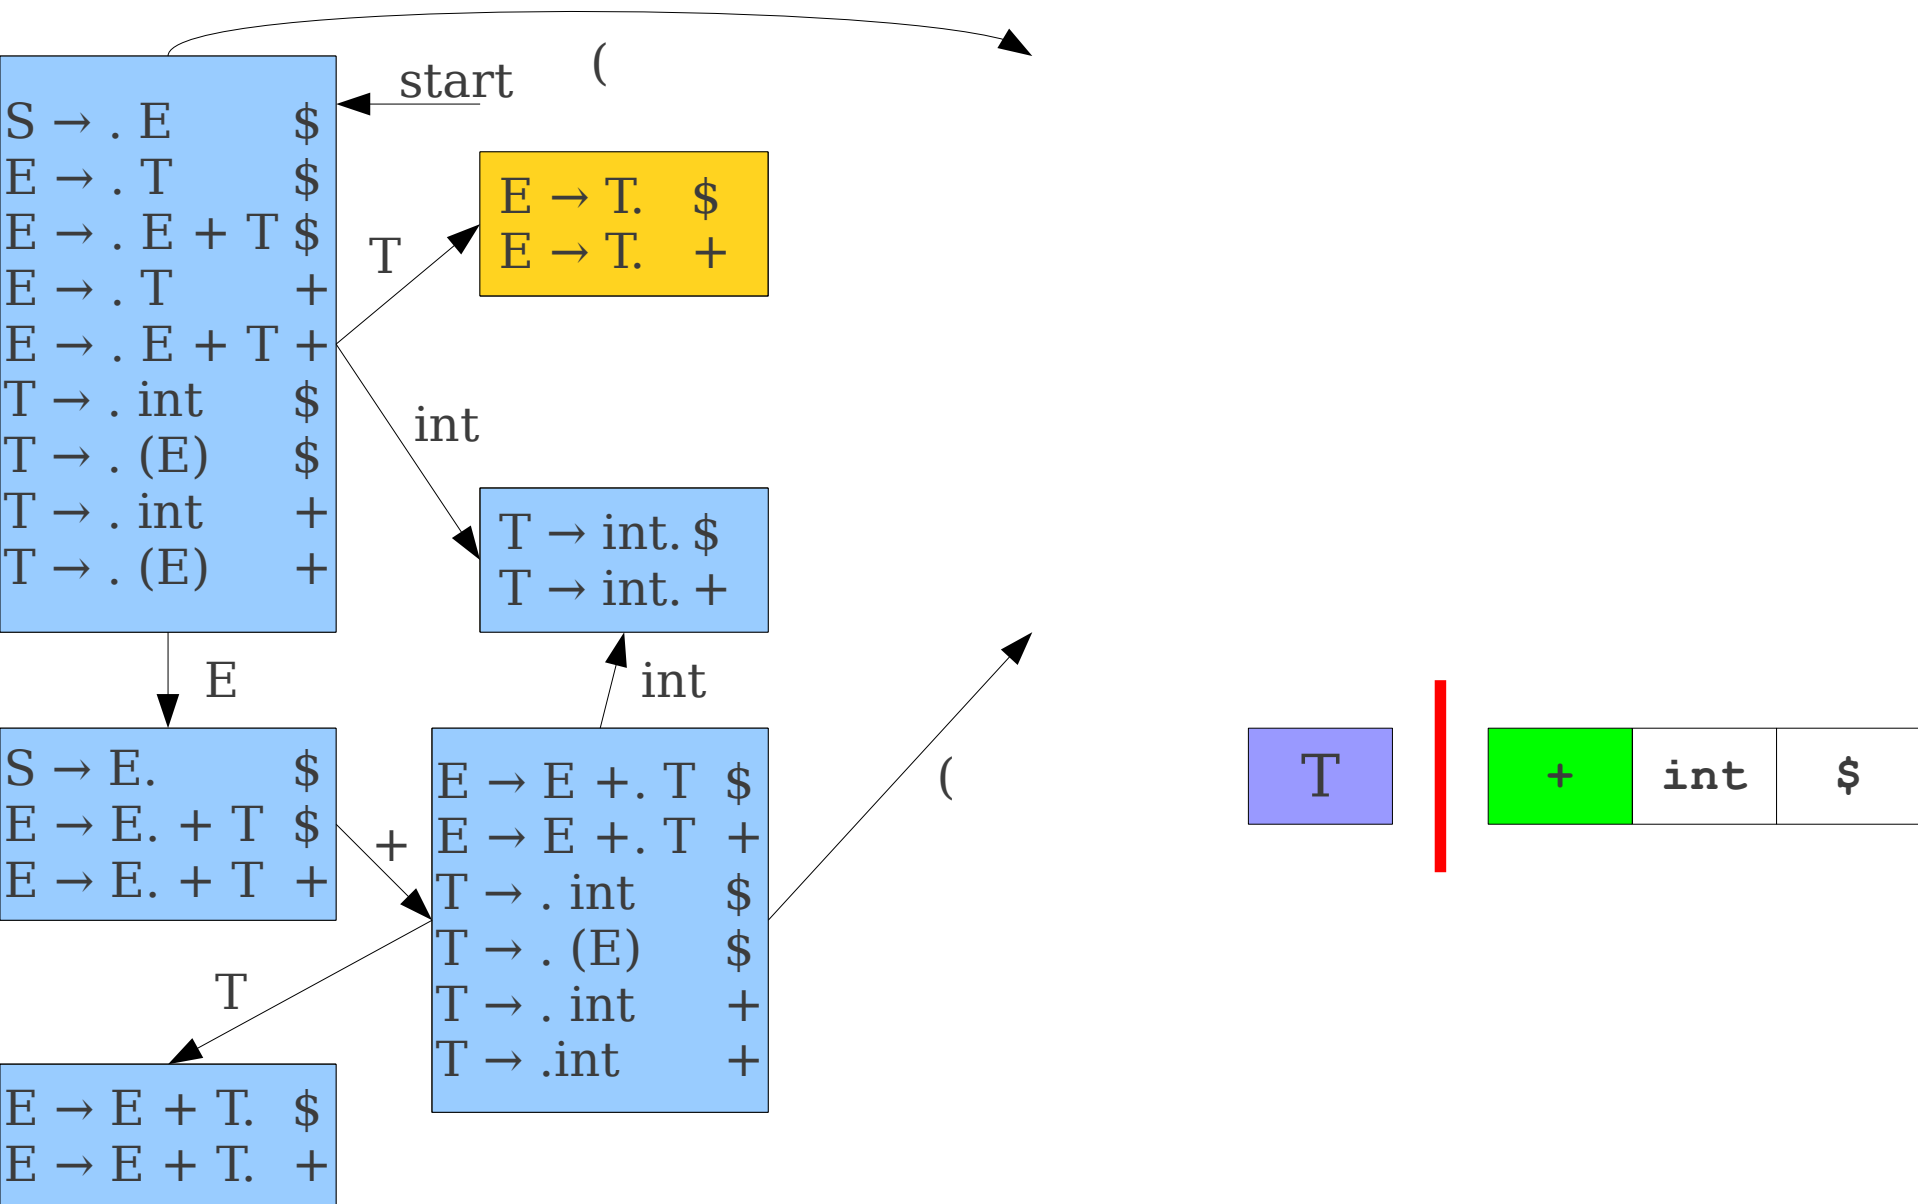 (
start
S → . E $
E → . T $
E → . E + T $
E → . T +
E → . E + T +
T → . int $
T → . (E) $
T → . int +
T → . (E) +
E → T. $
E → T. +
T
int
T → int. $
T → int. +
E
int
S → E. $
E → E. + T $
E → E. + T +
+
E → E +. T $
E → E +. T +
T → . int $
T → . (E) $
T → . int +
T → .int +
(
T
E → E + T. $
E → E + T. +
T + int $